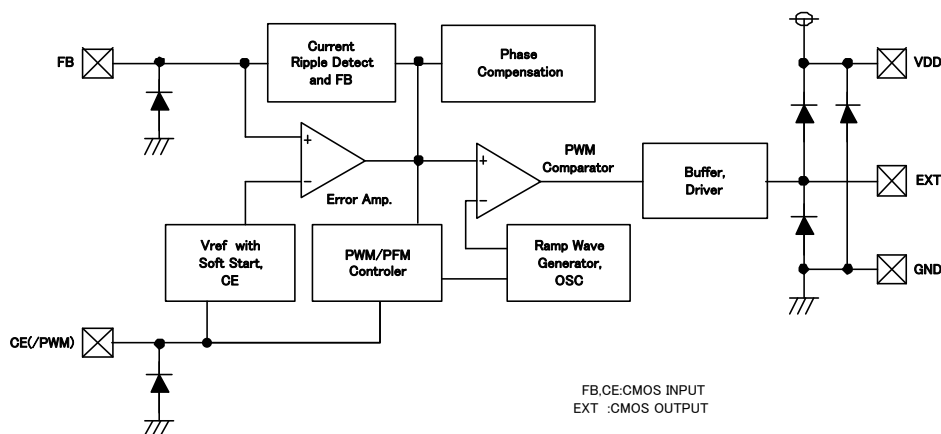 FB
Current
Ripple Detect
and FB
Phase
Compensation
VDD
+
−
Error Amp.
+
−
PWM
Comparator
Buffer,
Driver
EXT
Vref with
Soft Start,
CE
PWM/PFM
Controler
Ramp Wave
Generator,
OSC
GND
CE(/PWM)
FB,CE:CMOS INPUT
EXT :CMOS OUTPUT